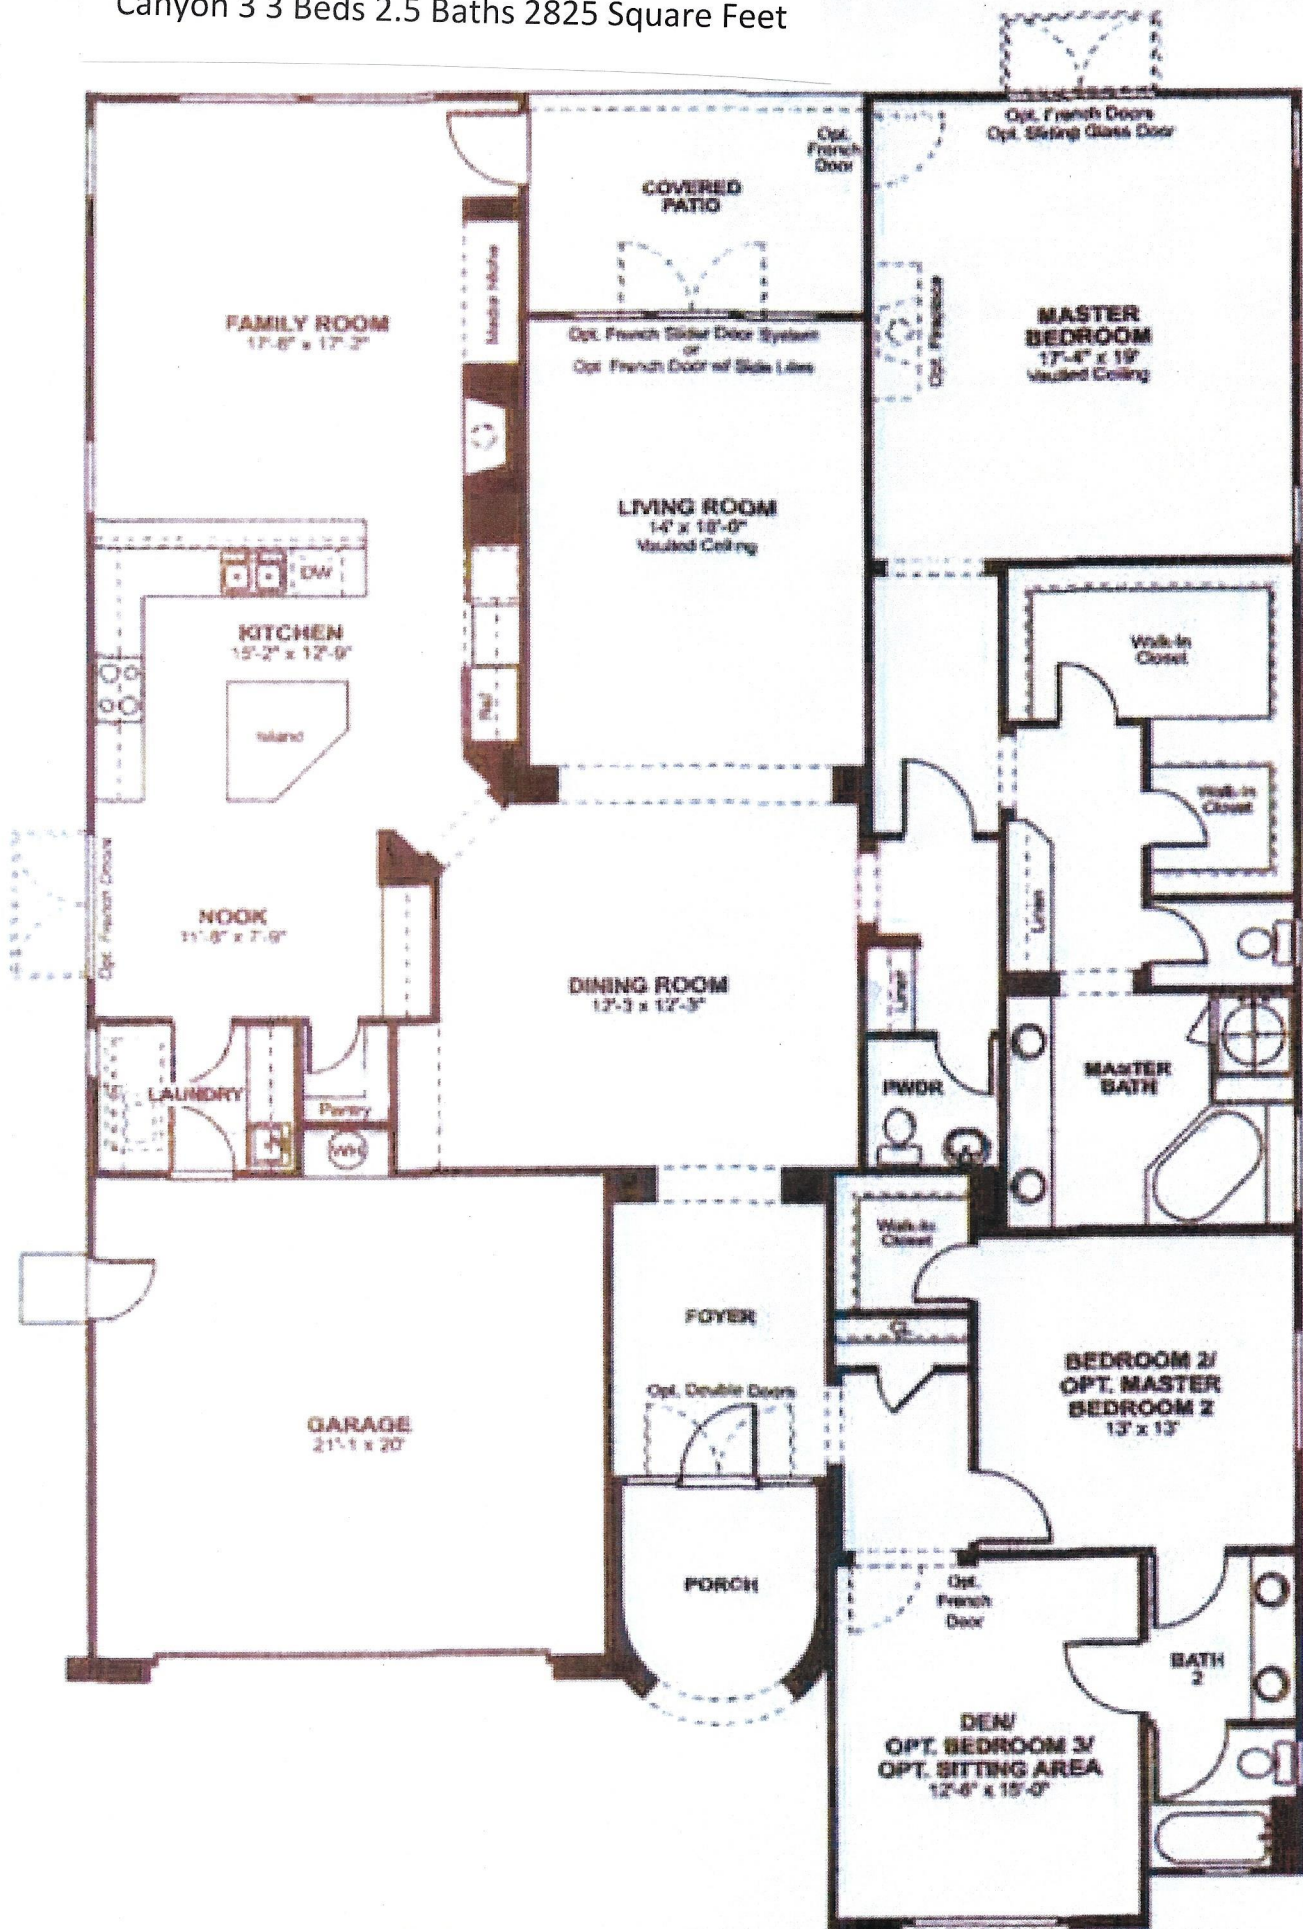 Canyon 3 3 Beds 2.5 Baths 2825 Square Feet
Opt. French Doors
Opt. Sliding Glass Door
Opt.
French
Door
COVERED
PATIO
FAMILY ROOM
17'-8" x 17'-2"
Media Niche
Opt. French Slider Door System
or
Opt French Door w/ Side Lites
Opt. Fireplace
MASTER
BEDROOM
17'-4" x 19'
Vaulted Ceiling
LIVING ROOM
Vaulted Ceiling
DW
KITCHEN
15'-2" x 12'-9"
Island
Ref
Walk-In
Closet
Walk-in
Closet
Opt. French Doors
NOOK
11'-8" x 7'-9"
Linen
Linen
DINING ROOM
12'-3 x 12'-3"
LAUNDRY
Pantry
WH
PWDR
MASTER
BATH
Walk-In
Closet
FOYER
CL
Opt. Double Doors
BEDROOM 2/
OPT. MASTER
BEDROOM 2
13' x 13'
GARAGE
21'-1 x 20'
PORCH
Opt.
French
Door
BATH
2
DEN/
OPT. BEDROOM 3/
OPT. SITTING AREA
12'-6" x 15'-0"